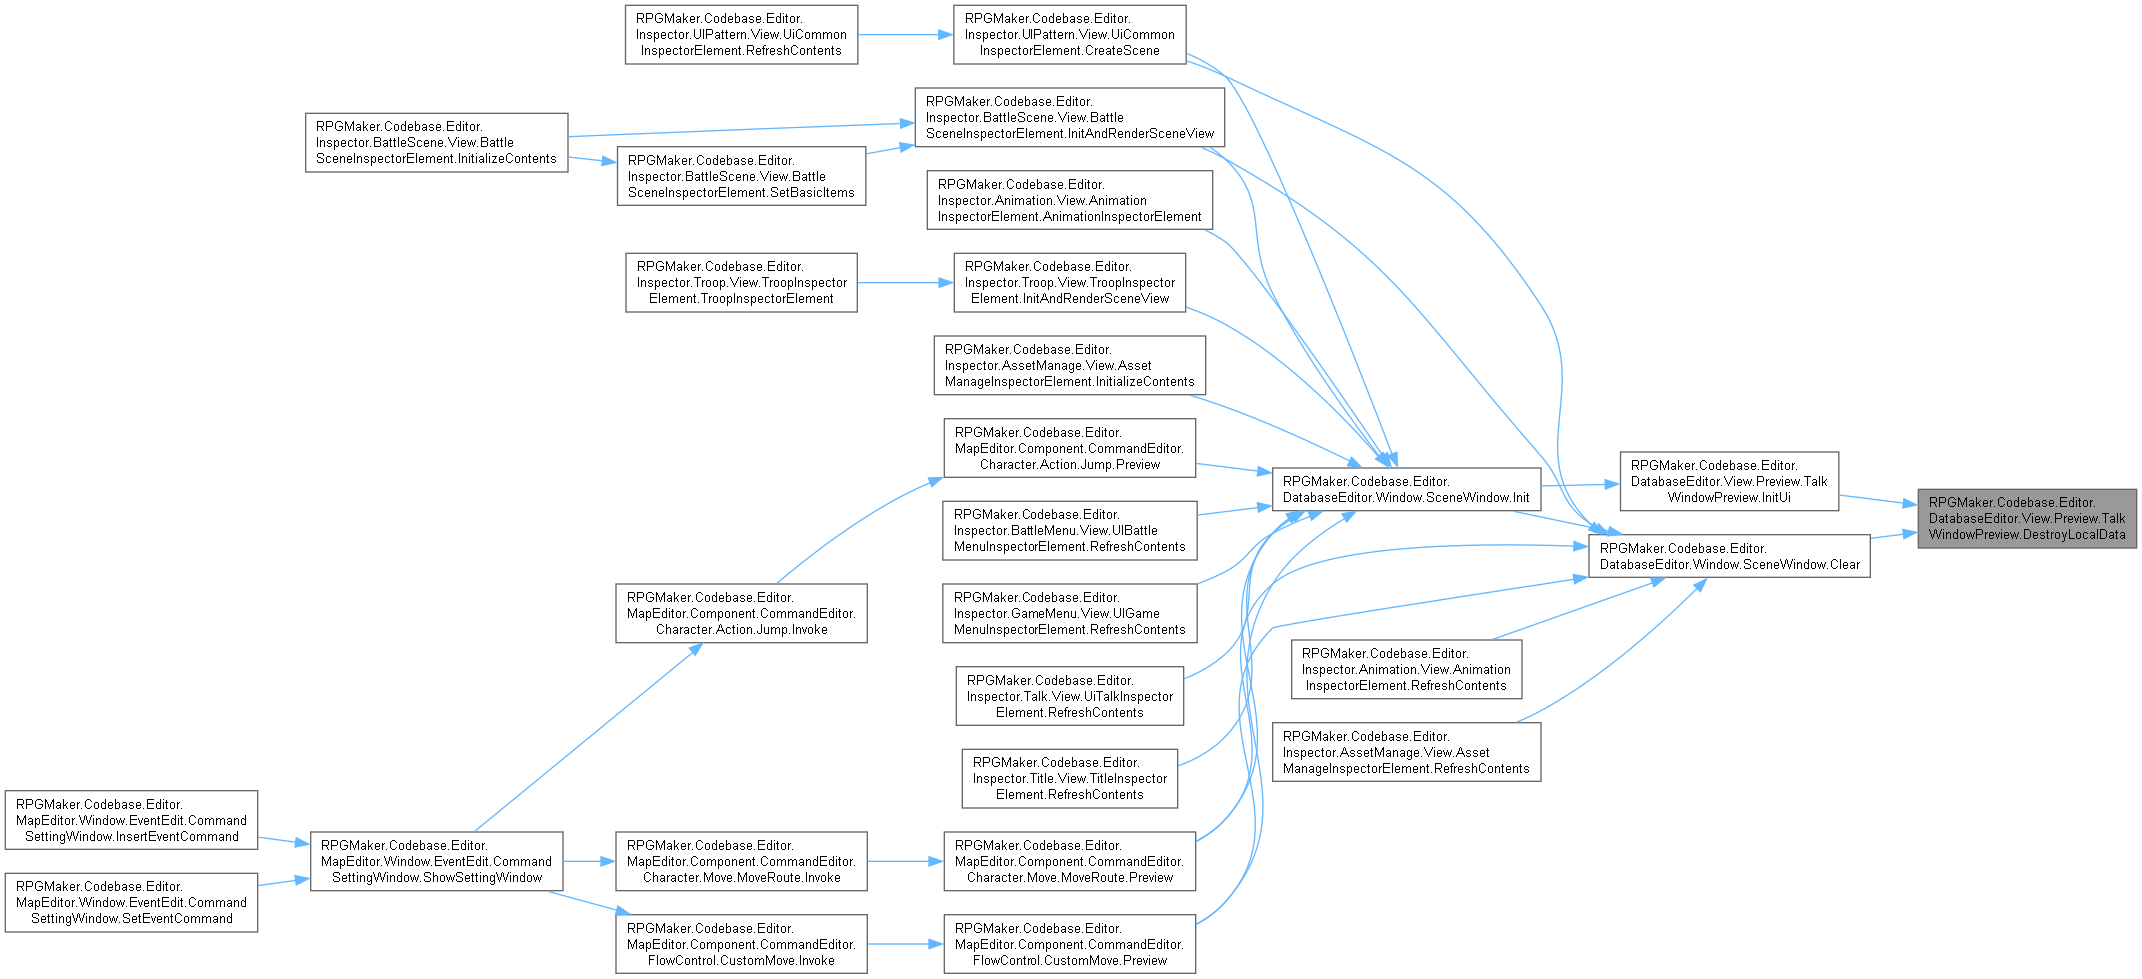 RPGMaker.Codebase.Editor.
Inspector.UIPattern.View.UiCommon
InspectorElement.RefreshContents
RPGMaker.Codebase.Editor.
Inspector.UIPattern.View.UiCommon
InspectorElement.CreateScene
RPGMaker.Codebase.Editor.
Inspector.BattleScene.View.Battle
SceneInspectorElement.InitializeContents
RPGMaker.Codebase.Editor.
Inspector.BattleScene.View.Battle
SceneInspectorElement.InitAndRenderSceneView
RPGMaker.Codebase.Editor.
Inspector.BattleScene.View.Battle
SceneInspectorElement.SetBasicItems
RPGMaker.Codebase.Editor.
Inspector.Animation.View.Animation
InspectorElement.AnimationInspectorElement
RPGMaker.Codebase.Editor.
Inspector.Troop.View.TroopInspector
Element.TroopInspectorElement
RPGMaker.Codebase.Editor.
Inspector.Troop.View.TroopInspector
Element.InitAndRenderSceneView
RPGMaker.Codebase.Editor.
Inspector.AssetManage.View.Asset
ManageInspectorElement.InitializeContents
RPGMaker.Codebase.Editor.
MapEditor.Component.CommandEditor.
Character.Action.Jump.Preview
RPGMaker.Codebase.Editor.
DatabaseEditor.Window.SceneWindow.Init
RPGMaker.Codebase.Editor.
DatabaseEditor.View.Preview.Talk
WindowPreview.InitUi
RPGMaker.Codebase.Editor.
DatabaseEditor.View.Preview.Talk
WindowPreview.DestroyLocalData
RPGMaker.Codebase.Editor.
Inspector.BattleMenu.View.UIBattle
MenuInspectorElement.RefreshContents
RPGMaker.Codebase.Editor.
DatabaseEditor.Window.SceneWindow.Clear
RPGMaker.Codebase.Editor.
MapEditor.Component.CommandEditor.
Character.Action.Jump.Invoke
RPGMaker.Codebase.Editor.
Inspector.GameMenu.View.UIGame
MenuInspectorElement.RefreshContents
RPGMaker.Codebase.Editor.
Inspector.Animation.View.Animation
InspectorElement.RefreshContents
RPGMaker.Codebase.Editor.
Inspector.Talk.View.UiTalkInspector
Element.RefreshContents
RPGMaker.Codebase.Editor.
Inspector.AssetManage.View.Asset
ManageInspectorElement.RefreshContents
RPGMaker.Codebase.Editor.
Inspector.Title.View.TitleInspector
Element.RefreshContents
RPGMaker.Codebase.Editor.
MapEditor.Window.EventEdit.Command
SettingWindow.InsertEventCommand
RPGMaker.Codebase.Editor.
MapEditor.Window.EventEdit.Command
SettingWindow.ShowSettingWindow
RPGMaker.Codebase.Editor.
MapEditor.Component.CommandEditor.
Character.Move.MoveRoute.Invoke
RPGMaker.Codebase.Editor.
MapEditor.Component.CommandEditor.
Character.Move.MoveRoute.Preview
RPGMaker.Codebase.Editor.
MapEditor.Window.EventEdit.Command
SettingWindow.SetEventCommand
RPGMaker.Codebase.Editor.
MapEditor.Component.CommandEditor.
FlowControl.CustomMove.Invoke
RPGMaker.Codebase.Editor.
MapEditor.Component.CommandEditor.
FlowControl.CustomMove.Preview